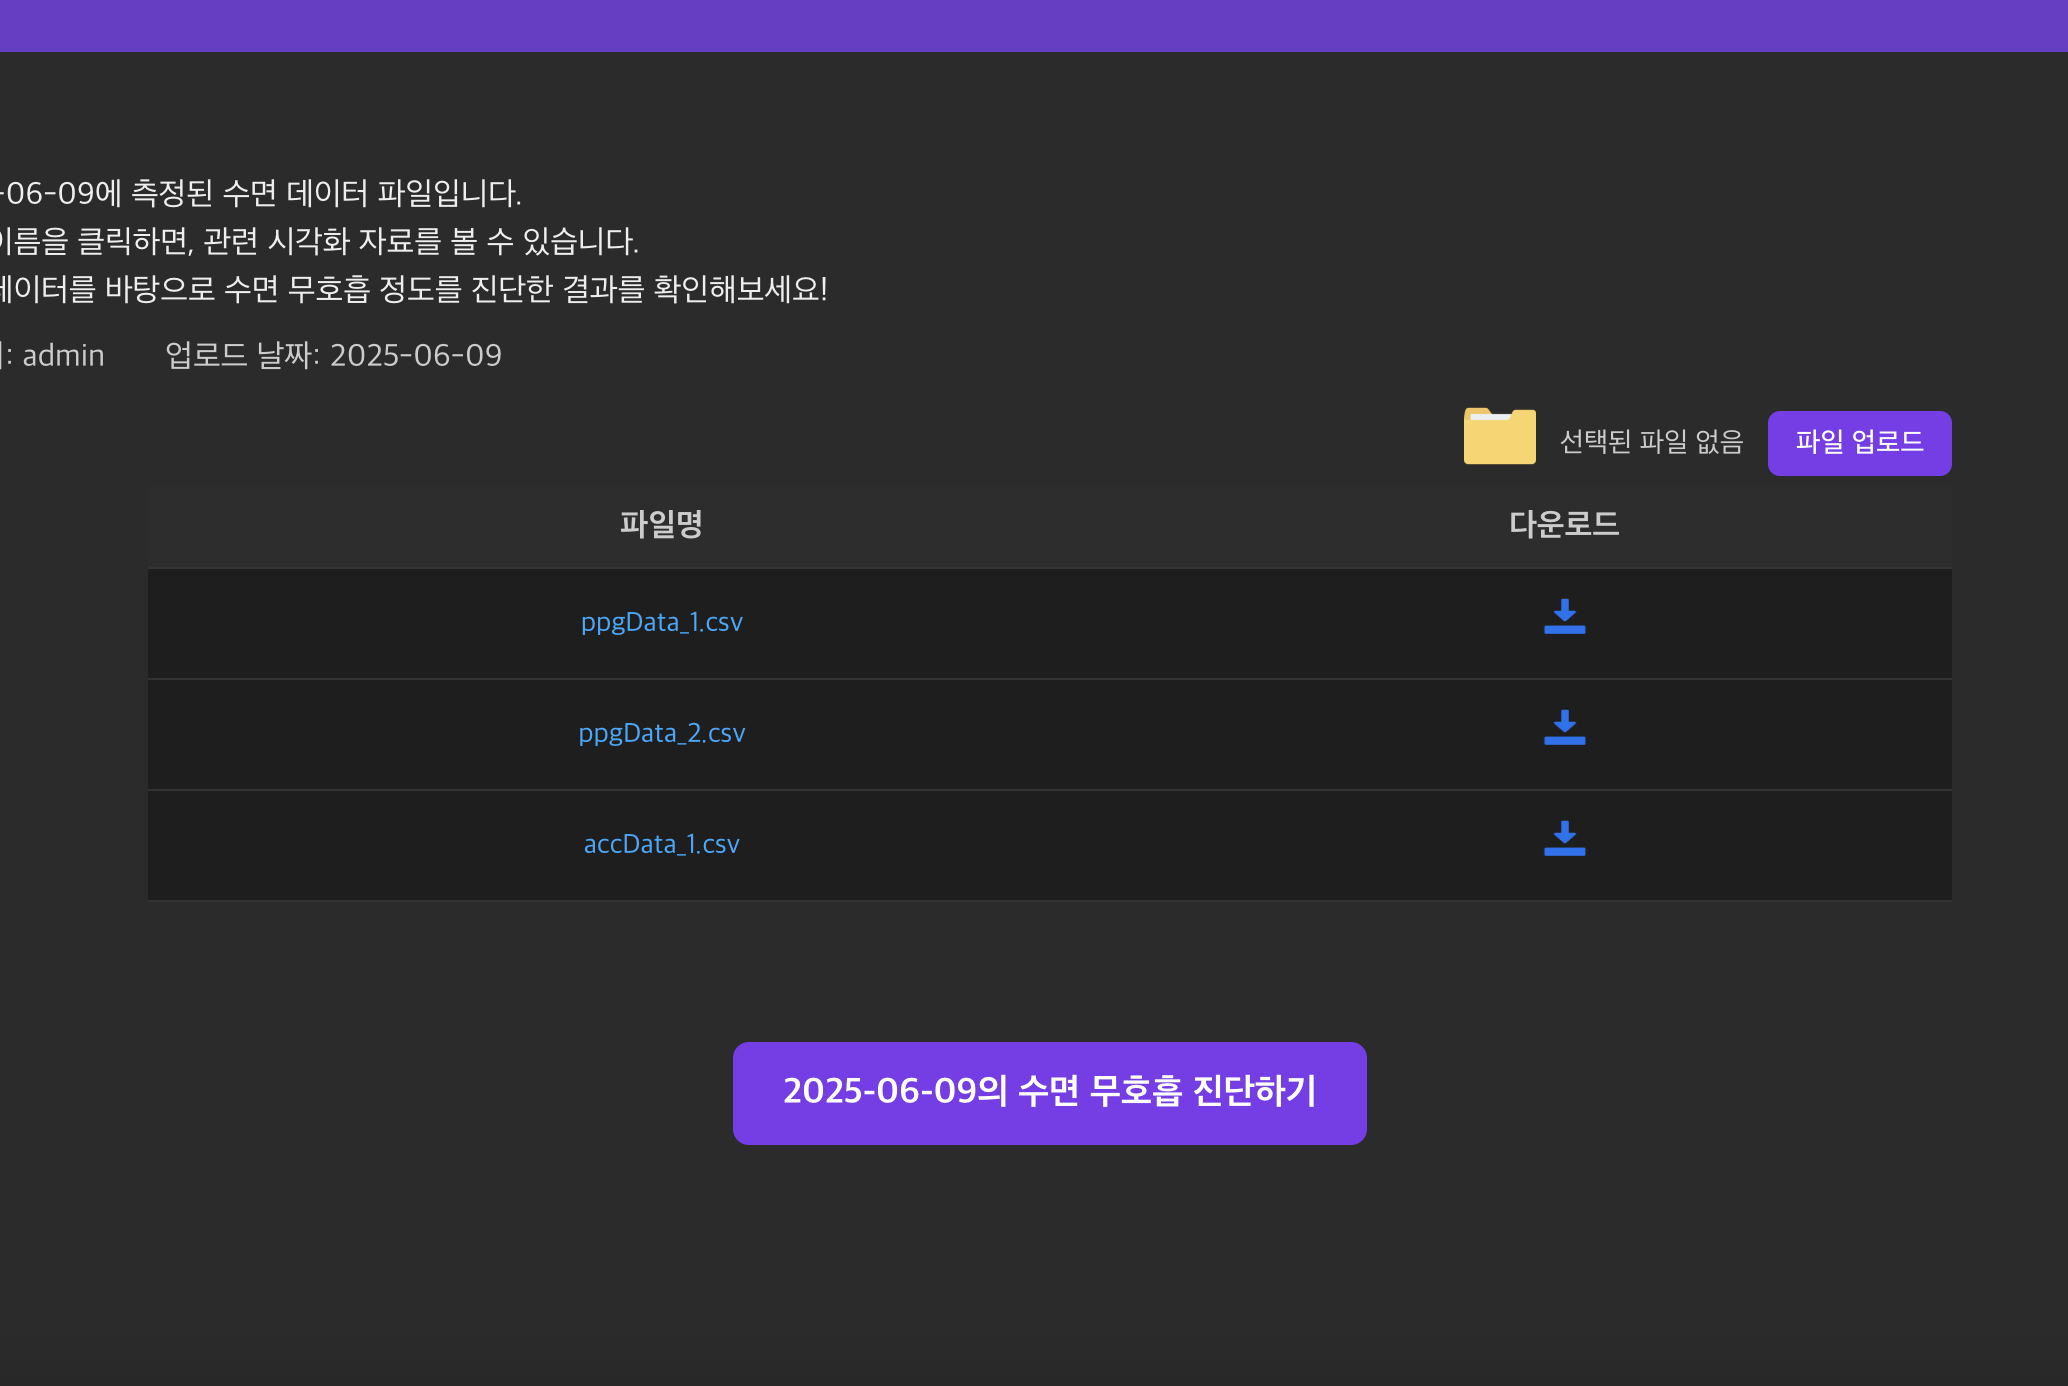 -06-09에 측정된 수면 데이터 파일입니다.
이름을 클릭하면, 관련 시각화 자료를 볼 수 있습니다.
데이터를 바탕으로 수면 무호흡 정도를 진단한 결과를 확인해보세요!
: admin 업로드 날짜: 2025-06-09
선택된 파일 없음 파일 업로드
파일명 다운로드
ppgData_1.csv
ppgData_2.csv
accData_1.csv
2025-06-09의 수면 무호흡 진단하기